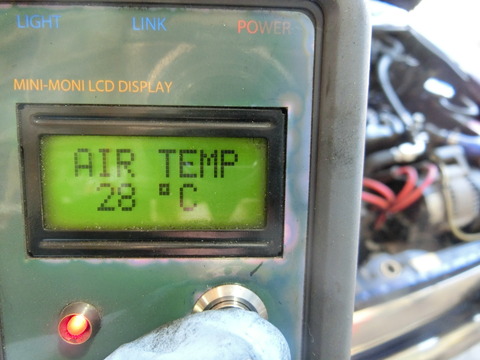 LIGHT LINK POWER
MINI-MONI LCD DISPLAY
AIR TEMP
28 °C